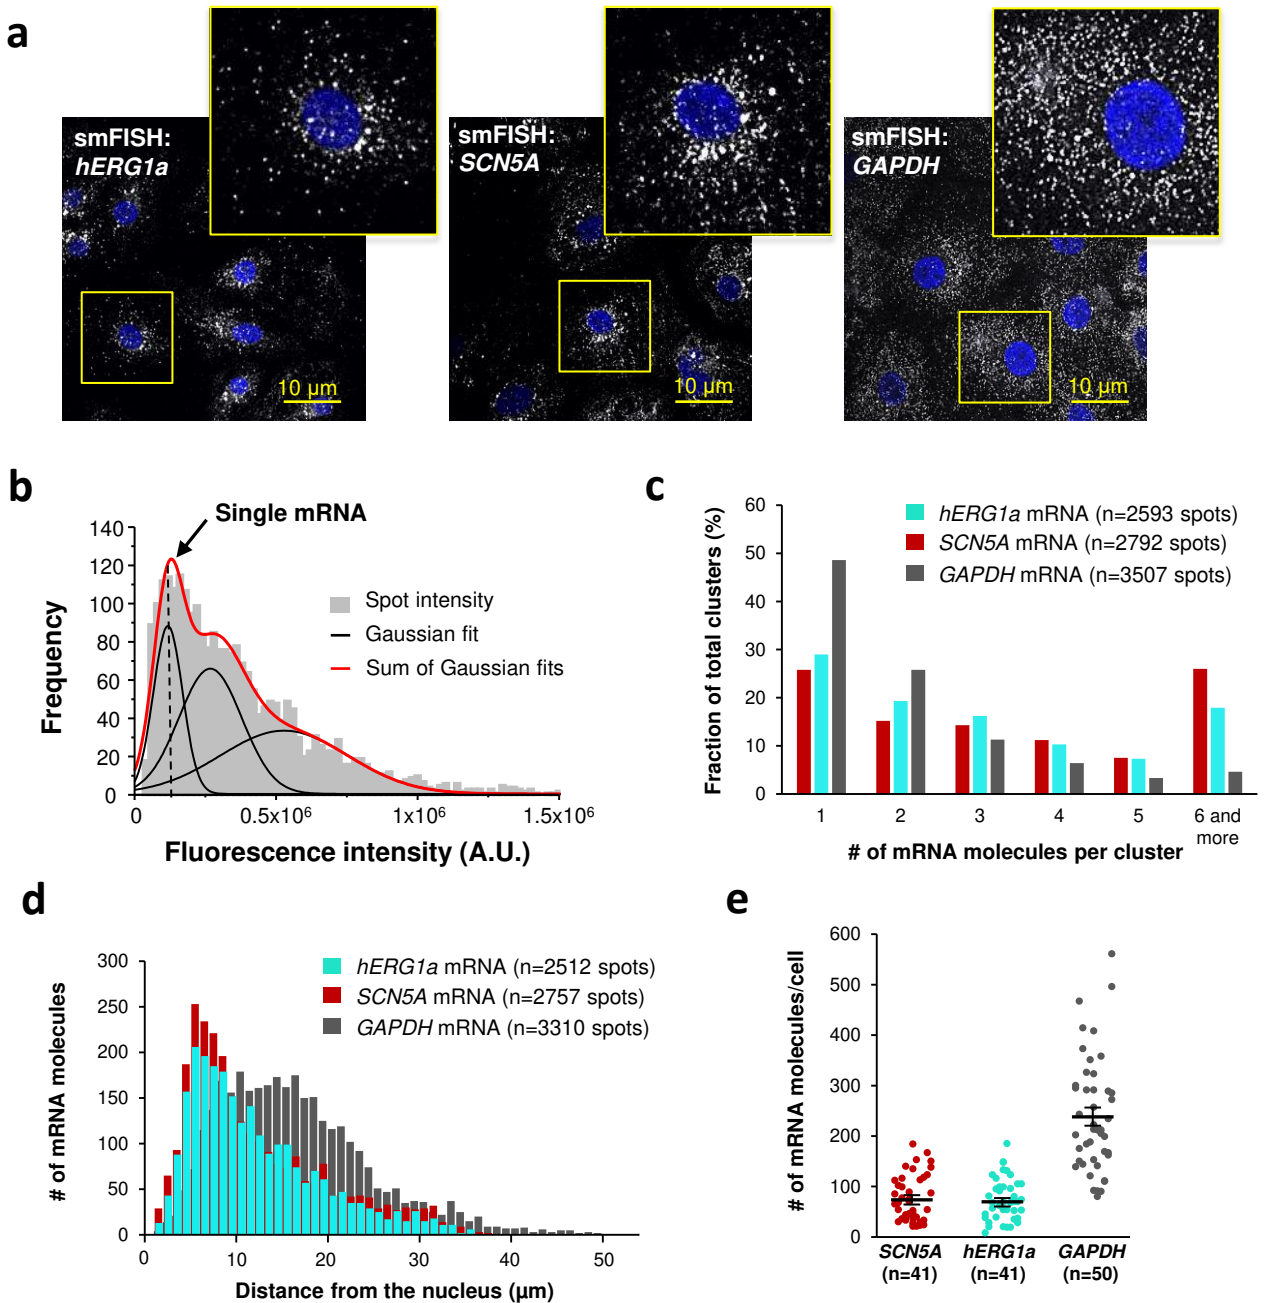 a
smFISH:
hERG1a
10 µm
smFISH:
SCN5A
10 µm
smFISH:
GAPDH
10 µm
b
Single mRNA
Frequency
140
120
100
80
60
40
20
0
Spot intensity
Gaussian fit
Sum of Gaussian fits
0
0.5x10⁶
1x10⁶
1.5x10⁶
Fluorescence intensity (A.U.)
c
Fraction of total clusters (%)
60
50
40
30
20
10
0
hERG1a mRNA (n=2593 spots)
SCN5A mRNA (n=2792 spots)
GAPDH mRNA (n=3507 spots)
1
2
3
4
5
6 and
more
# of mRNA molecules per cluster
d
# of mRNA molecules
300
250
200
150
100
50
0
hERG1a mRNA (n=2512 spots)
SCN5A mRNA (n=2757 spots)
GAPDH mRNA (n=3310 spots)
0
10
20
30
40
50
Distance from the nucleus (µm)
e
# of mRNA molecules/cell
600
500
400
300
200
100
0
SCN5A
(n=41)
hERG1a
(n=41)
GAPDH
(n=50)